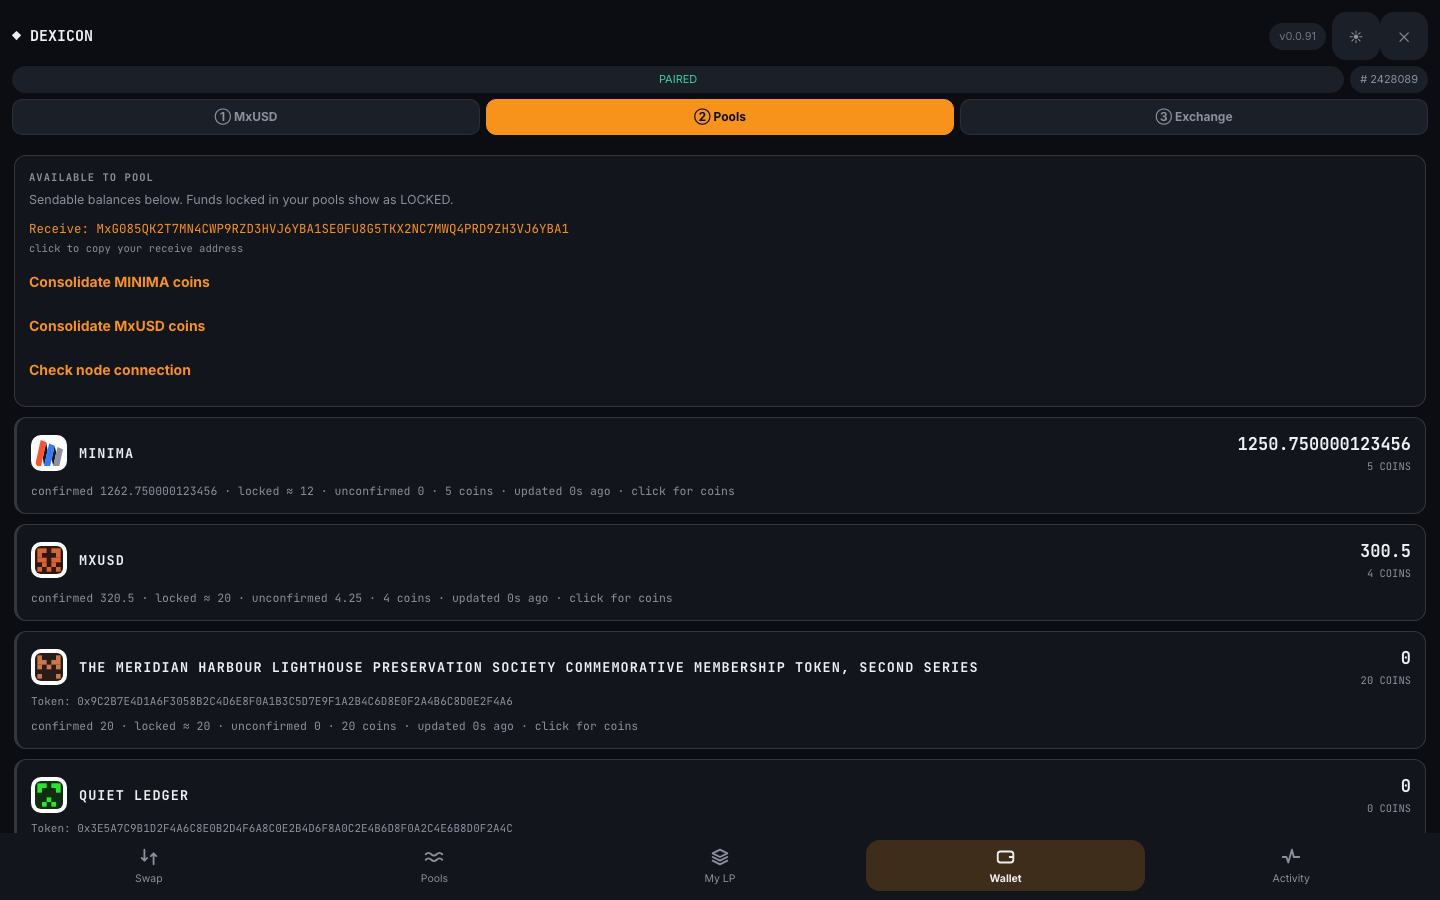 ◆ DEXICON
v0.0.91
PAIRED
# 2428089
① MxUSD
② Pools
③ Exchange
AVAILABLE TO POOL
Sendable balances below. Funds locked in your pools show as LOCKED.
Receive: MxG085QK2T7MN4CWP9RZD3HVJ6YBA1SE0FU8G5TKX2NC7MWQ4PRD9ZH3VJ6YBA1
click to copy your receive address
Consolidate MINIMA coins
Consolidate MxUSD coins
Check node connection
MINIMA
1250.750000123456
5 COINS
confirmed 1262.750000123456 · locked ≈ 12 · unconfirmed 0 · 5 coins · updated 0s ago · click for coins
MXUSD
300.5
4 COINS
confirmed 320.5 · locked ≈ 20 · unconfirmed 4.25 · 4 coins · updated 0s ago · click for coins
THE MERIDIAN HARBOUR LIGHTHOUSE PRESERVATION SOCIETY COMMEMORATIVE MEMBERSHIP TOKEN, SECOND SERIES
0
20 COINS
Token: 0x9C2B7E4D1A6F3058B2C4D6E8F0A1B3C5D7E9F1A2B4C6D8E0F2A4B6C8D0E2F4A6
confirmed 20 · locked ≈ 20 · unconfirmed 0 · 20 coins · updated 0s ago · click for coins
QUIET LEDGER
0
0 COINS
Token: 0x3E5A7C9B1D2F4A6C8E0B2D4F6A8C0E2B4D6F8A0C2E4B6D8F0A2C4E6B8D0F2A4C
Swap
Pools
My LP
Wallet
Activity